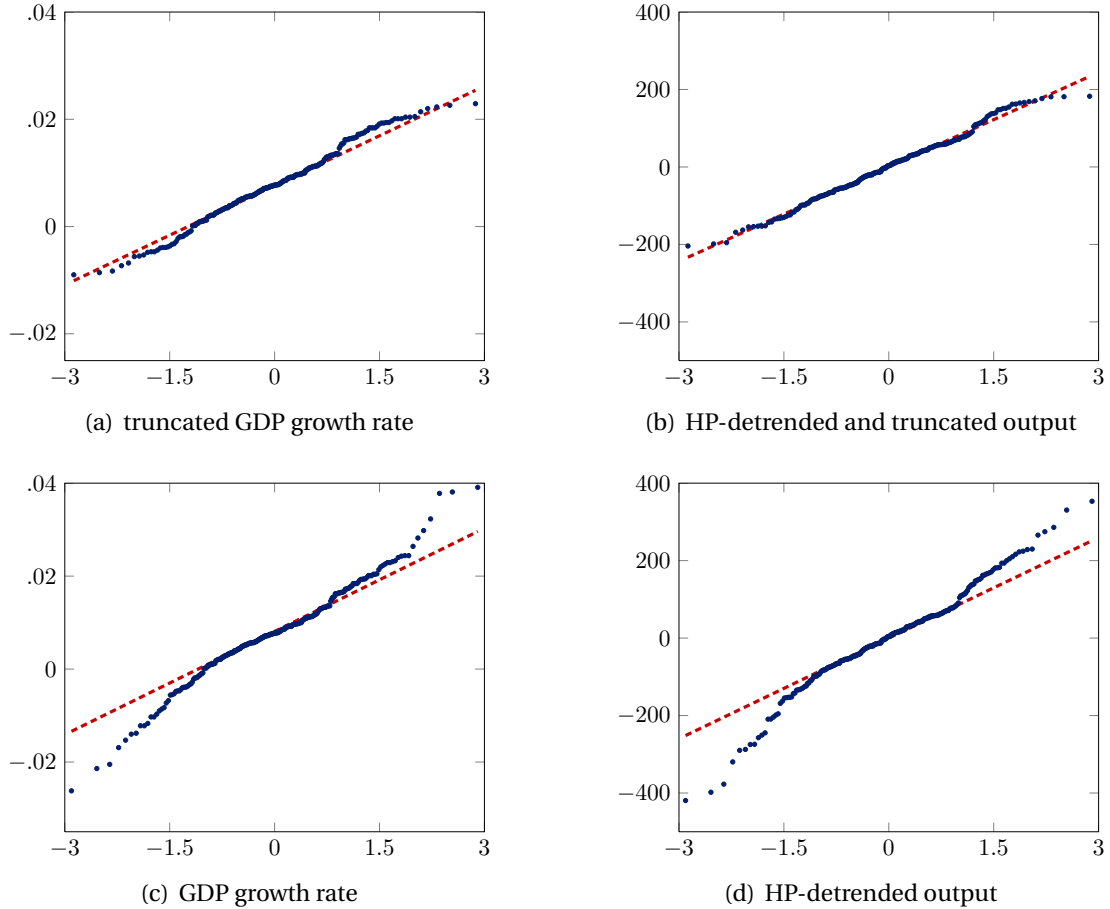 .04
.02
0
−.02
−3 −1.5 0 1.5 3
(a) truncated GDP growth rate
400
200
0
−200
−400
−3 −1.5 0 1.5 3
(b) HP-detrended and truncated output
.04
.02
0
−.02
−3 −1.5 0 1.5 3
(c) GDP growth rate
400
200
0
−200
−400
−3 −1.5 0 1.5 3
(d) HP-detrended output